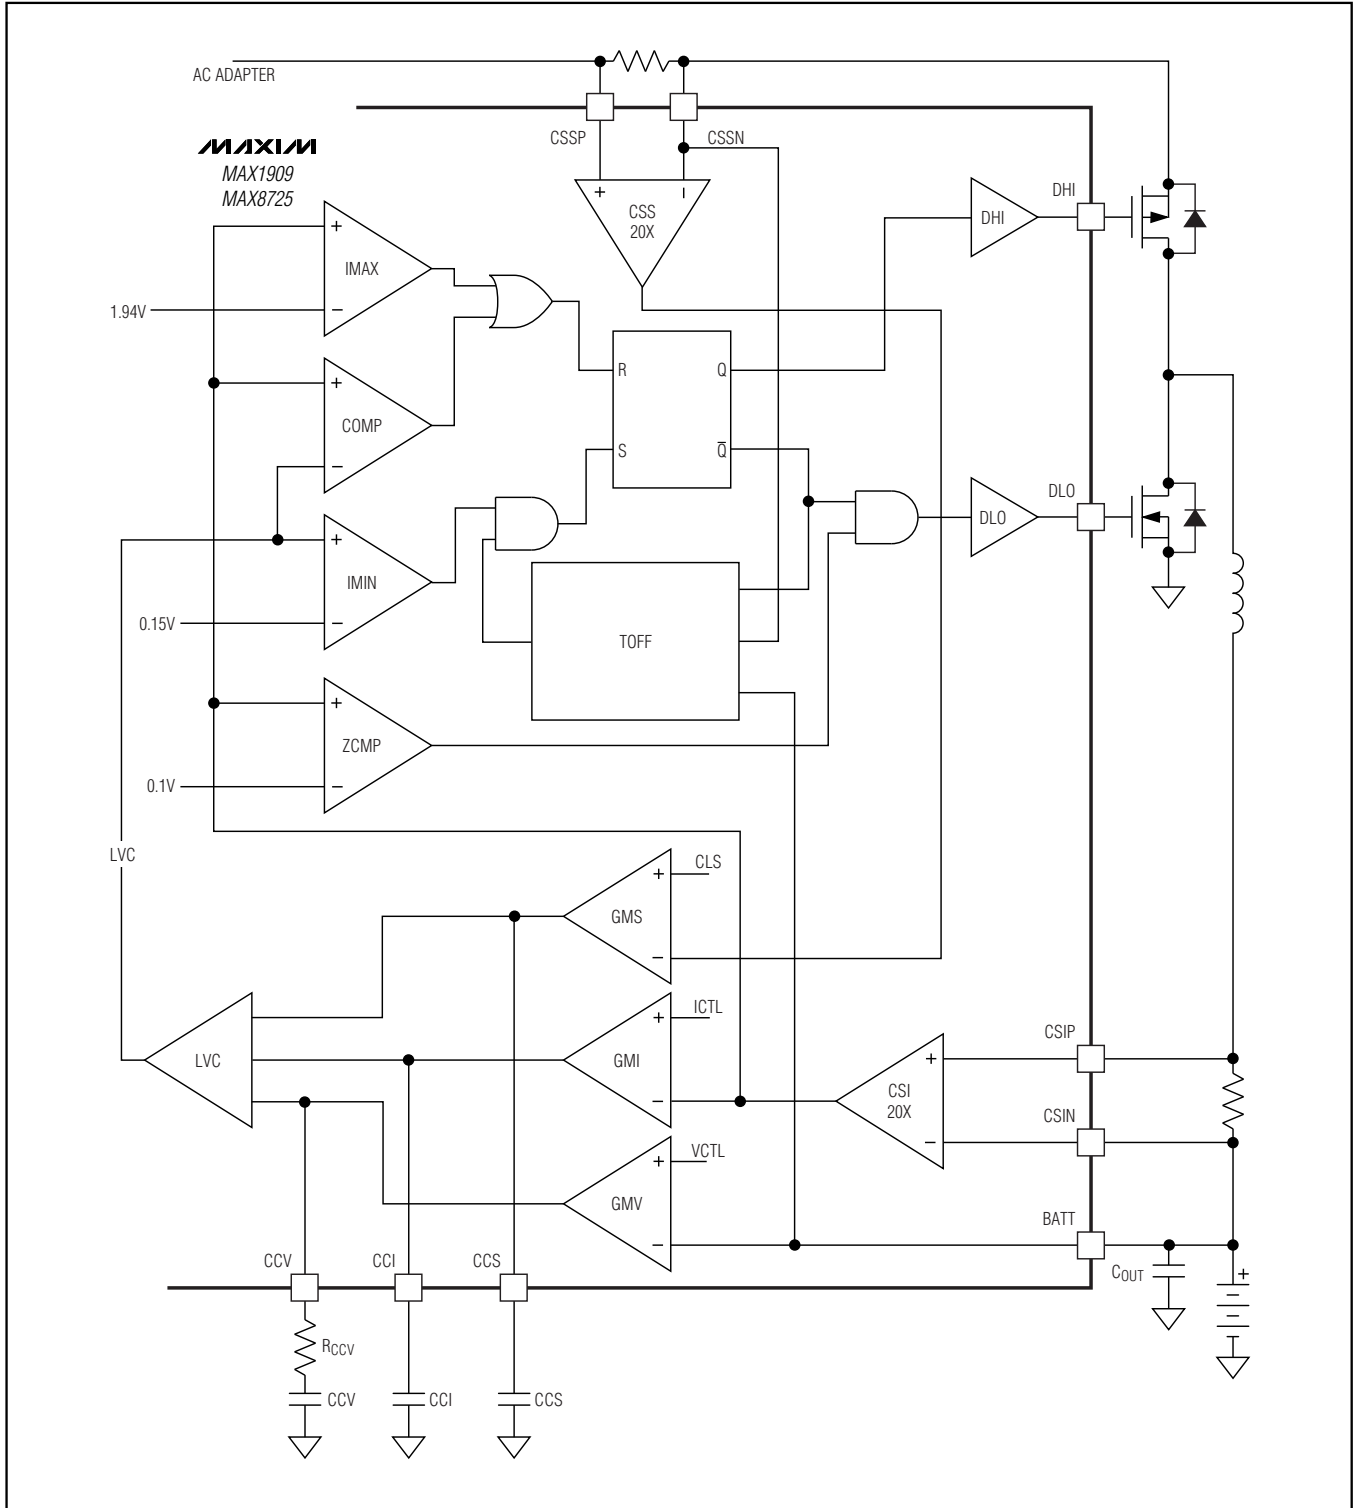 AC ADAPTER
CSSP
CSSN
MAXIM
MAX1909
MAX8725
+
−
CSS
20X
DHI
DHI
+
IMAX
−
1.94V
R
Q
S
Q̅
+
COMP
−
DLO
DLO
+
IMIN
−
0.15V
TOFF
+
ZCMP
−
0.1V
LVC
+
CLS
GMS
−
+
ICTL
GMI
−
LVC
CSIP
+
CSI
20X
−
CSIN
+
VCTL
GMV
−
BATT
CCV
CCI
CCS
COUT
+
RCCV
CCV
CCI
CCS